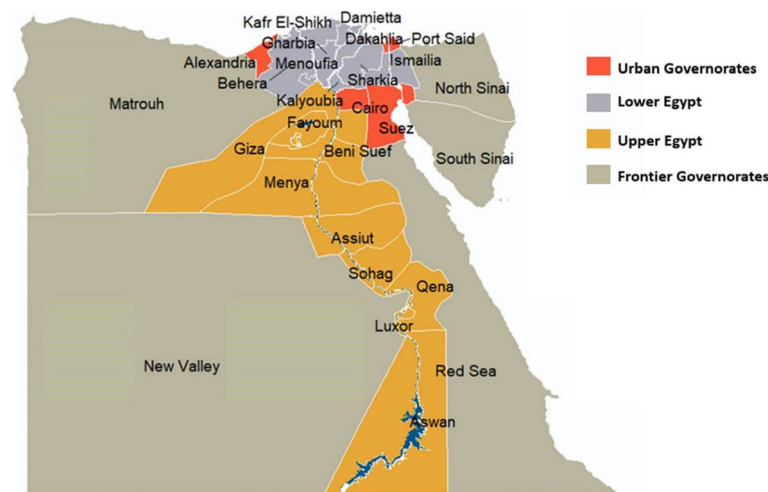 Damietta
Kafr El-Shikh
Gharbia
Dakahlia
Port Said
Alexandria
Menoufia
Ismailia
Behera
Sharkia
North Sinai
Matrouh
Kalyoubia
Cairo
Fayoum
Suez
Giza
Beni Suef
South Sinai
Menya
Assiut
Sohag
Qena
Luxor
New Valley
Red Sea
Aswan
Urban Governorates
Lower Egypt
Upper Egypt
Frontier Governorates